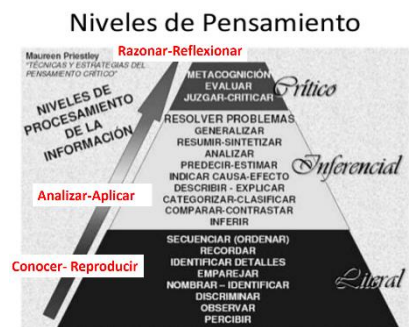 Niveles de Pensamiento
Maureen Priestley
"TÉCNICAS Y ESTRATEGIAS DEL
PENSAMIENTO CRÍTICO"
Razonar-Reflexionar
NIVELES DE
PROCESAMIENTO
DE LA
INFORMACIÓN
METACOGNICIÓN
EVALUAR
JUZGAR-CRITICAR
Crítico
RESOLVER PROBLEMAS
GENERALIZAR
RESUMIR-SINTETIZAR
ANALIZAR
PREDECIR-ESTIMAR
INDICAR CAUSA-EFECTO
DESCRIBIR - EXPLICAR
CATEGORIZAR-CLASIFICAR
COMPARAR-CONTRASTAR
INFERIR
Inferencial
Analizar-Aplicar
SECUENCIAR (ORDENAR)
RECORDAR
IDENTIFICAR DETALLES
EMPAREJAR
NOMBRAR – IDENTIFICAR
DISCRIMINAR
OBSERVAR
PERCIBIR
Literal
Conocer- Reproducir